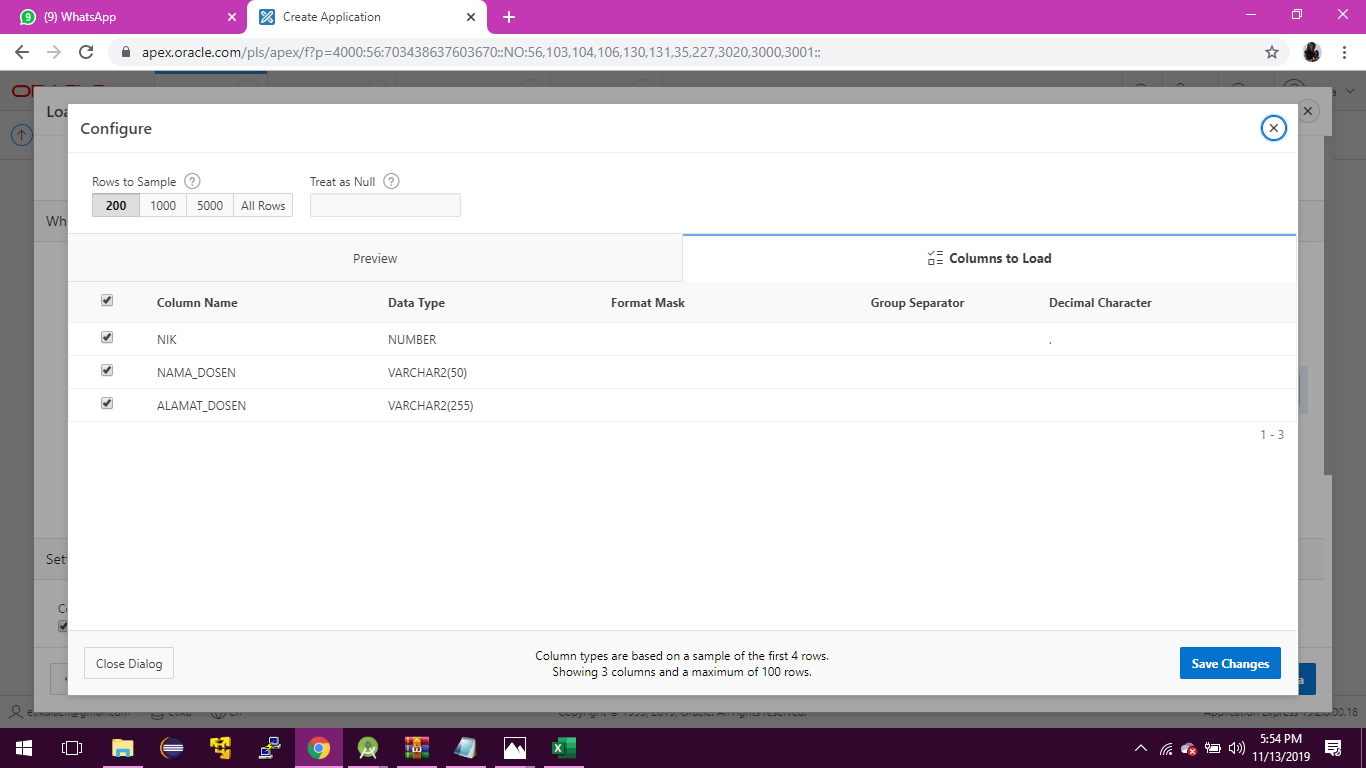 (9) WhatsApp
Create Application
apex.oracle.com/pls/apex/f?p=4000:56:703438637603670::NO:56,103,104,106,130,131,35,227,3020,3000,3001::
Configure
Rows to Sample ?
Treat as Null ?
200 1000 5000 All Rows
Preview
Columns to Load
Column Name Data Type Format Mask Group Separator Decimal Character
NIK NUMBER .
NAMA_DOSEN VARCHAR2(50)
ALAMAT_DOSEN VARCHAR2(255)
1 - 3
Close Dialog
Column types are based on a sample of the first 4 rows.
Showing 3 columns and a maximum of 100 rows.
Save Changes
5:54 PM
11/13/2019